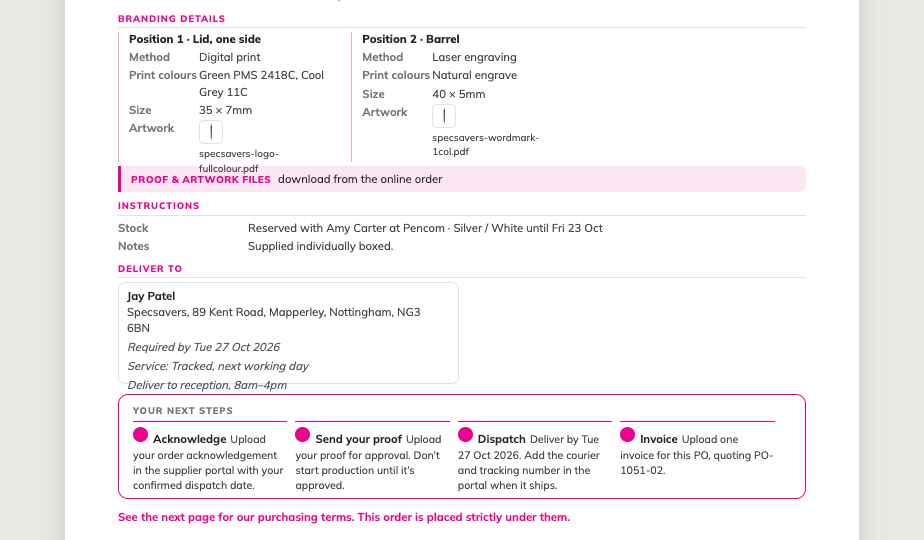 BRANDING DETAILS
Position 1 · Lid, one side
Method Digital print
Print colours Green PMS 2418C, Cool
Grey 11C
Size 35 × 7mm
Artwork
specsavers-logo-
fullcolour.pdf
Position 2 · Barrel
Method Laser engraving
Print colours Natural engrave
Size 40 × 5mm
Artwork
specsavers-wordmark-
1col.pdf
PROOF & ARTWORK FILES download from the online order
INSTRUCTIONS
Stock Reserved with Amy Carter at Pencom · Silver / White until Fri 23 Oct
Notes Supplied individually boxed.
DELIVER TO
Jay Patel
Specsavers, 89 Kent Road, Mapperley, Nottingham, NG3
6BN
Required by Tue 27 Oct 2026
Service: Tracked, next working day
Deliver to reception, 8am–4pm
YOUR NEXT STEPS
Acknowledge Upload
your order acknowledgement
in the supplier portal with your
confirmed dispatch date.
Send your proof Upload
your proof for approval. Don't
start production until it's
approved.
Dispatch Deliver by Tue
27 Oct 2026. Add the courier
and tracking number in the
portal when it ships.
Invoice Upload one
invoice for this PO, quoting PO-
1051-02.
See the next page for our purchasing terms. This order is placed strictly under them.